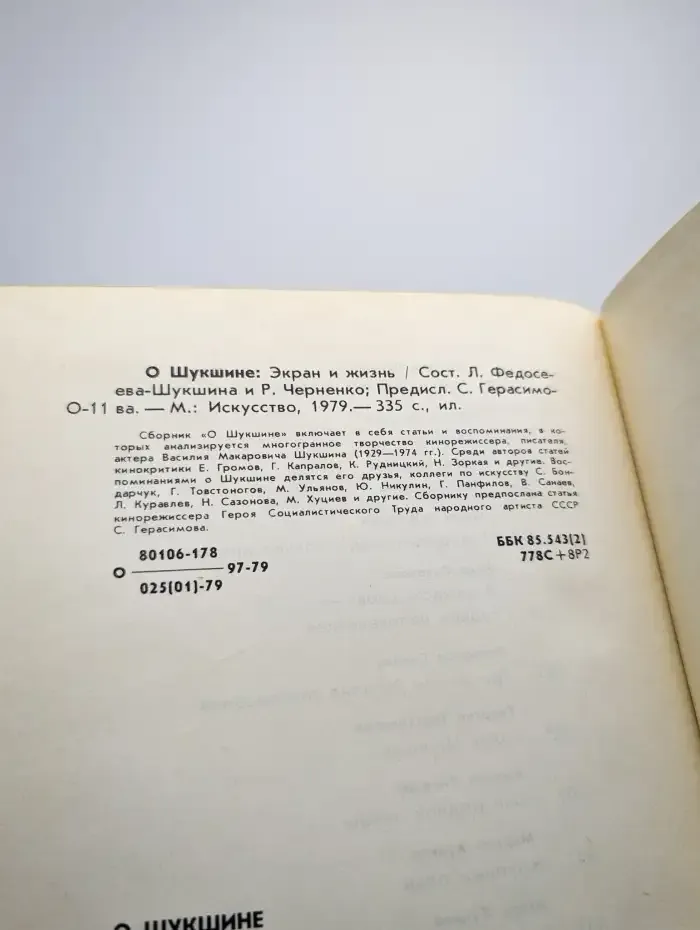 О Шукшине: Экран и жизнь / Сост. Л. Федосе-
ева-Шукшина и Р. Черненко; Предисл. С. Герасимо-
О-11 ва. — М.: Искусство, 1979.— 335 с., ил.
Сборник «О Шукшине» включает в себя статьи и воспоминания, в ко-
торых анализируется многогранное творчество кинорежиссера, писателя,
актера Василия Макаровича Шукшина (1929—1974 гг.). Среди авторов статей
кинокритики Е. Громов, Г. Капралов, К. Рудницкий, Н. Зоркая и другие. Вос-
поминаниями о Шукшине делятся его друзья, коллеги по искусству С. Бон-
дарчук, Г. Товстоногов, М. Ульянов, Ю. Никулин, Г. Панфилов, В. Санаев,
Л. Куравлев, Н. Сазонова, М. Хуциев и другие. Сборнику предпослана статья
кинорежиссера Героя Социалистического Труда народного артиста СССР
С. Герасимова.
80106-178
О ——— 97-79
025(01)-79
ББК 85.543(2)
778С+8Р2
О ШУКШИНЕ